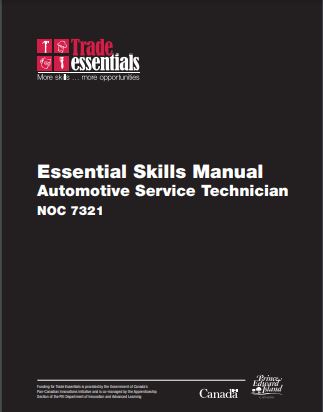 Trade
essentials
More skills ... more opportunities
Essential Skills Manual
Automotive Service Technician
NOC 7321
Funding for Trade Essentials is provided by the Government of Canada's
Pan-Canadian Innovations Initiative and is co-managed by the Apprenticeship
Section of the PEI Department of Innovation and Advanced Learning
Canada
Prince
Edward
Island